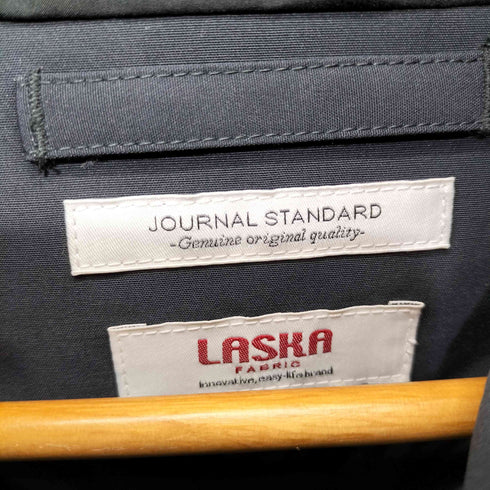 JOURNAL STANDARD
-Genuine original quality-
LASKA
FABRIC
Innovative, easy-life brand